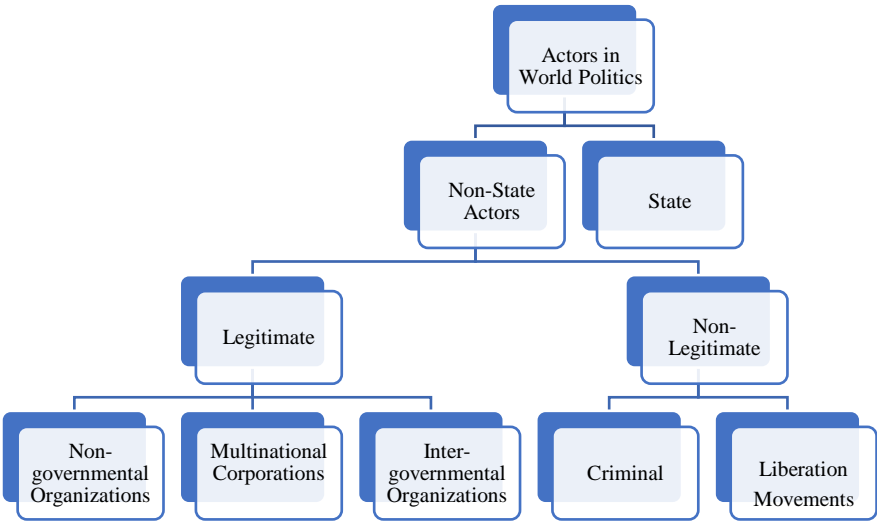 Actors in
World Politics
Non-State
Actors
State
Legitimate
Non-
Legitimate
Non-
governmental
Organizations
Multinational
Corporations
Inter-
governmental
Organizations
Criminal
Liberation
Movements